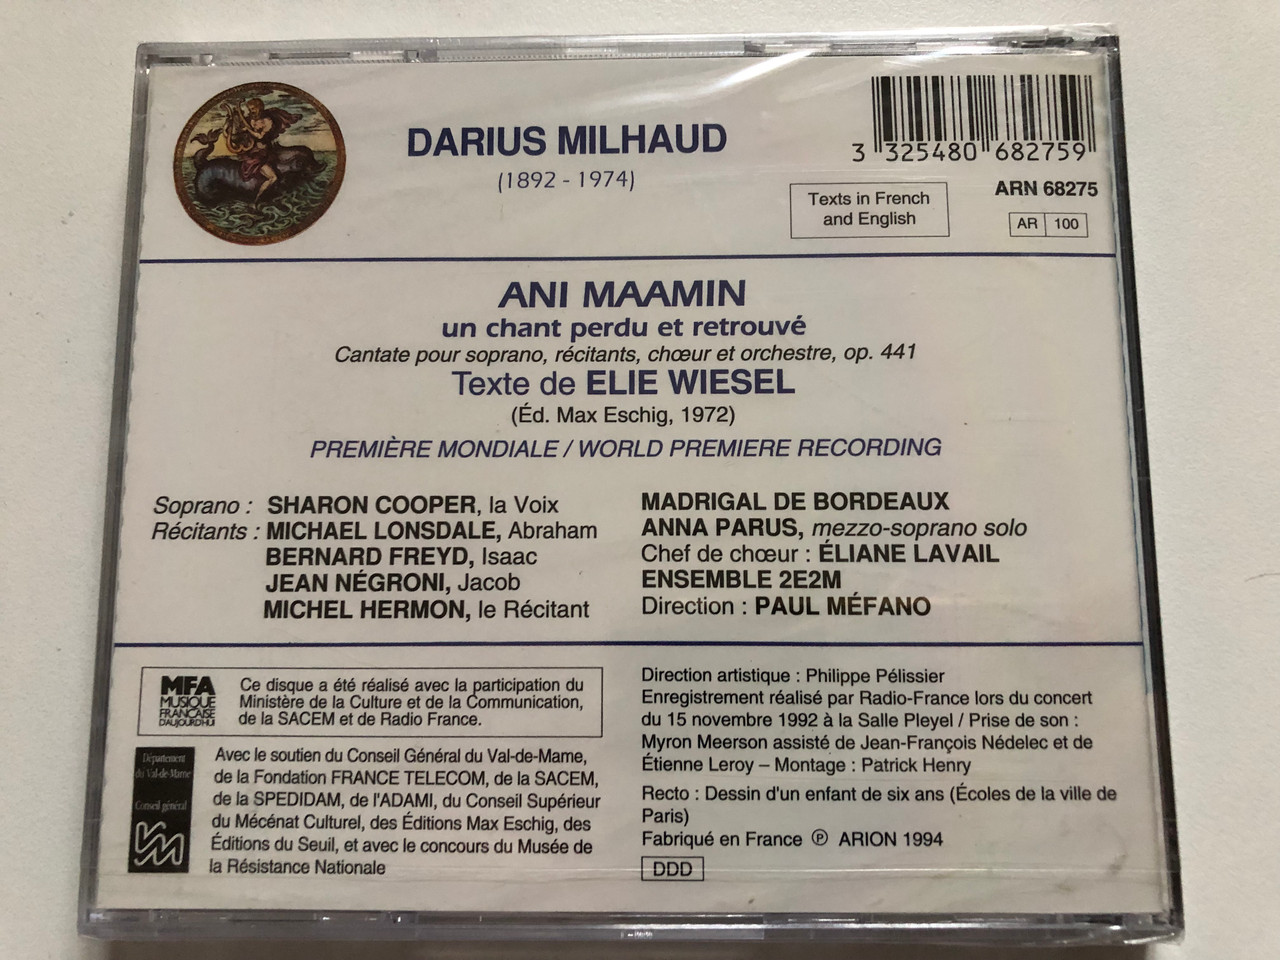 DARIUS MILHAUD
(1892 - 1974)
3 325480 682759
Texts in French
and English
ARN 68275
AR 100
ANI MAAMIN
un chant perdu et retrouvé
Cantate pour soprano, récitants, chœur et orchestre, op. 441
Texte de ELIE WIESEL
(Éd. Max Eschig, 1972)
PREMIÈRE MONDIALE / WORLD PREMIERE RECORDING
Soprano : SHARON COOPER, la Voix
Récitants : MICHAEL LONSDALE, Abraham
BERNARD FREYD, Isaac
JEAN NÉGRONI, Jacob
MICHEL HERMON, le Récitant
MADRIGAL DE BORDEAUX
ANNA PARUS, mezzo-soprano solo
Chef de chœur : ÉLIANE LAVAIL
ENSEMBLE 2E2M
Direction : PAUL MÉFANO
MFA
MUSIQUE
FRANÇAISE
D'AUJOURD'HUI
Ce disque a été réalisé avec la participation du
Ministère de la Culture et de la Communication,
de la SACEM et de Radio France.
Département
du Val-de-Marne
Conseil général
Avec le soutien du Conseil Général du Val-de-Mame,
de la Fondation FRANCE TELECOM, de la SACEM,
de la SPEDIDAM, de l'ADAMI, du Conseil Supérieur
du Mécénat Culturel, des Éditions Max Eschig, des
Éditions du Seuil, et avec le concours du Musée de
la Résistance Nationale
Direction artistique : Philippe Pélissier
Enregistrement réalisé par Radio-France lors du concert
du 15 novembre 1992 à la Salle Pleyel / Prise de son :
Myron Meerson assisté de Jean-François Nédelec et de
Étienne Leroy – Montage : Patrick Henry
Recto : Dessin d'un enfant de six ans (Écoles de la ville de
Paris)
Fabriqué en France ℗ ARION 1994
DDD